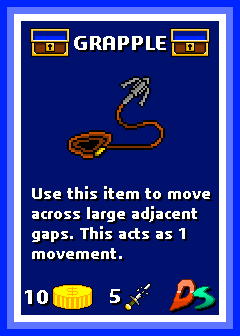 GRAPPLE
Use this item to move
across large adjacent
gaps. This acts as 1
movement.
10 5 DS